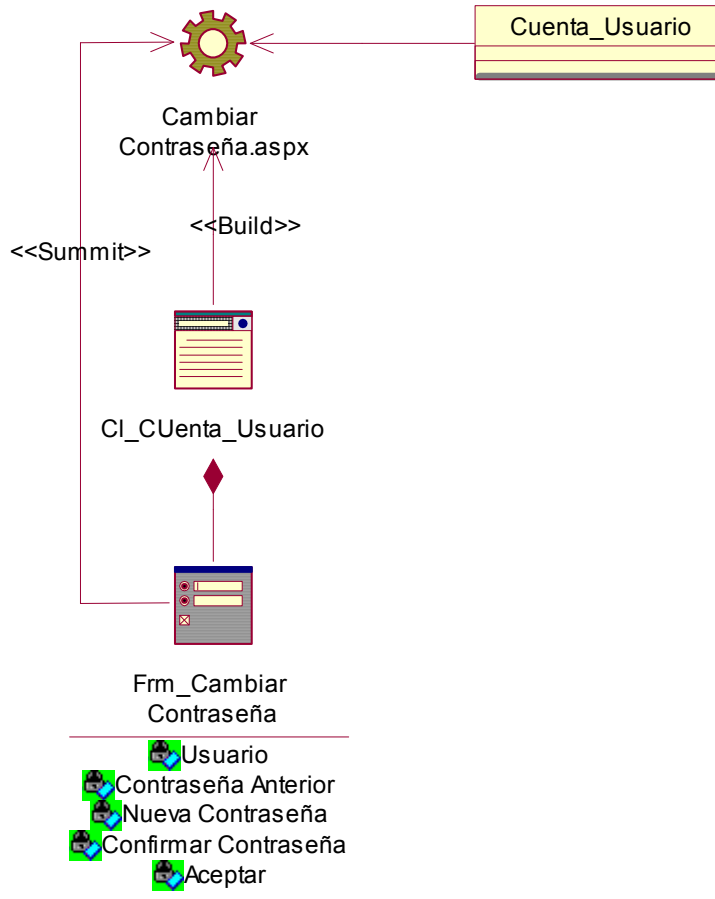 Cuenta_Usuario
Cambiar
Contraseña.aspx
<<Build>>
<<Summit>>
Cl_CUenta_Usuario
Frm_Cambiar
Contraseña
Usuario
Contraseña Anterior
Nueva Contraseña
Confirmar Contraseña
Aceptar